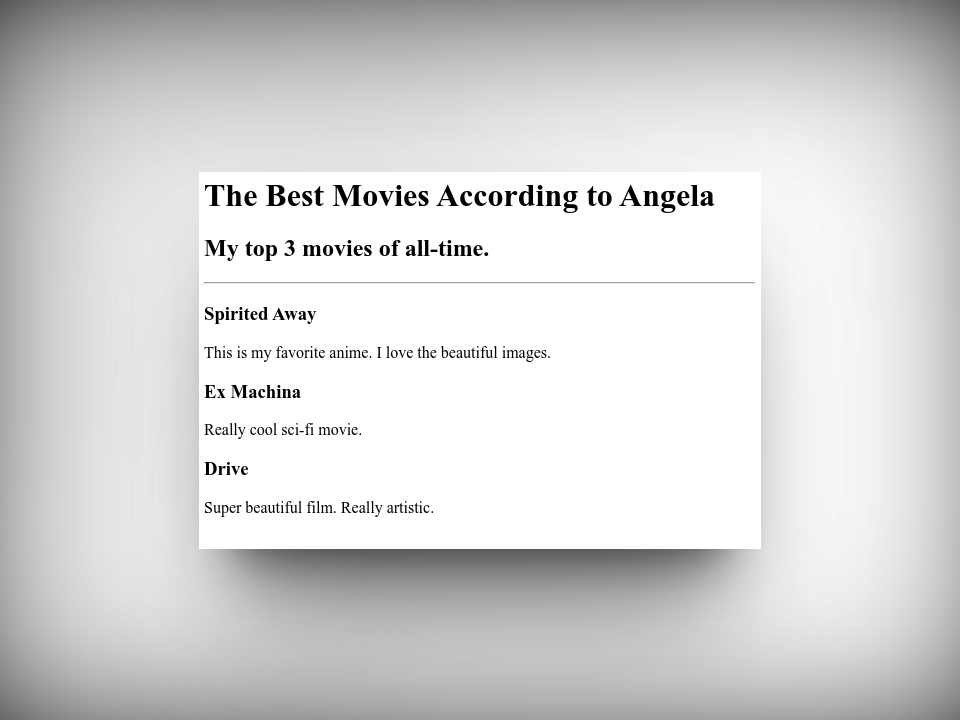 The Best Movies According to Angela
My top 3 movies of all-time.
Spirited Away
This is my favorite anime. I love the beautiful images.
Ex Machina
Really cool sci-fi movie.
Drive
Super beautiful film. Really artistic.